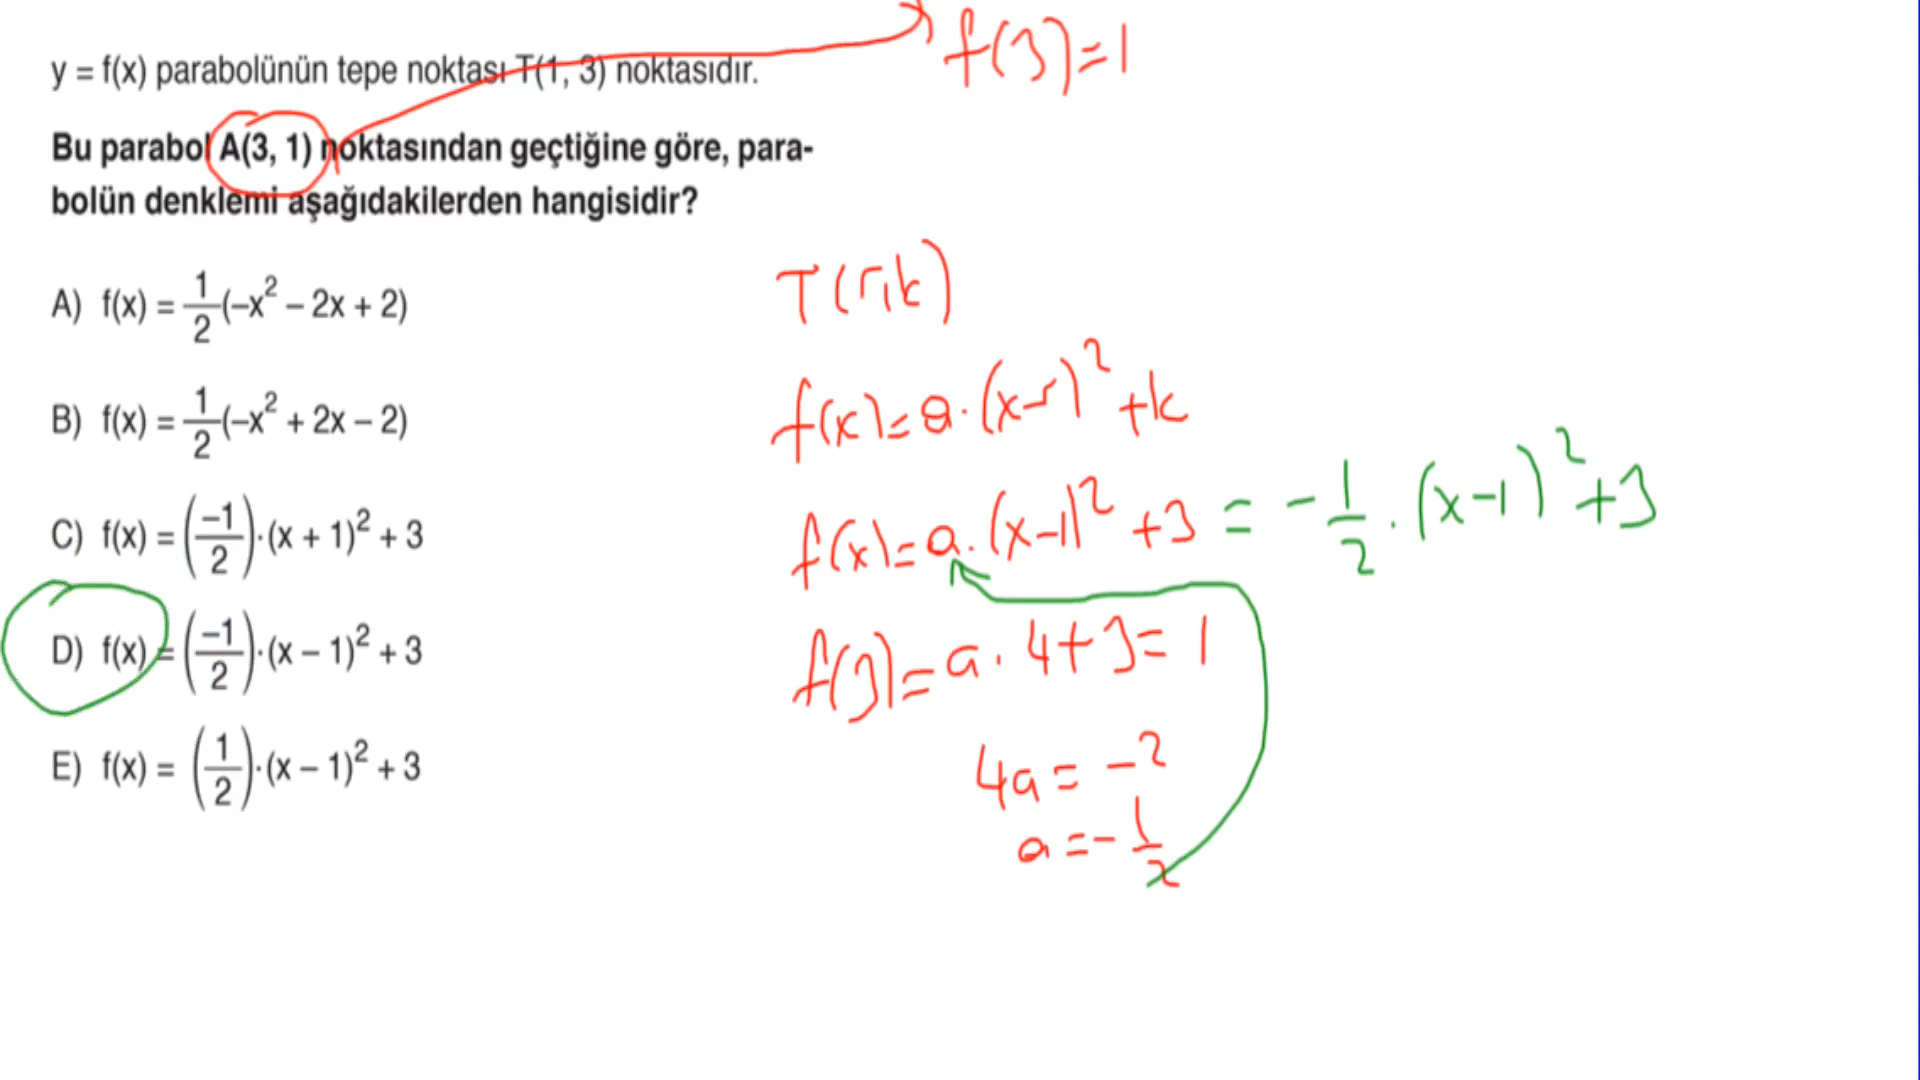 f(3)=1
y = f(x) parabolünün tepe noktası T(1, 3) noktasıdır.
Bu parabol A(3, 1) noktasından geçtiğine göre, para-
bolün denklemi aşağıdakilerden hangisidir?
A) f(x) = 1/2(–x² – 2x + 2)
B) f(x) = 1/2(–x² + 2x – 2)
C) f(x) = (–1/2)·(x + 1)² + 3
D) f(x) = (–1/2)·(x – 1)² + 3
E) f(x) = (1/2)·(x – 1)² + 3
T(r,k)
f(x)=a·(x-r)²+k
f(x)=a·(x-1)²+3 = -1/2·(x-1)²+3
f(3)=a·4+3=1
4a=-2
a=-1/2